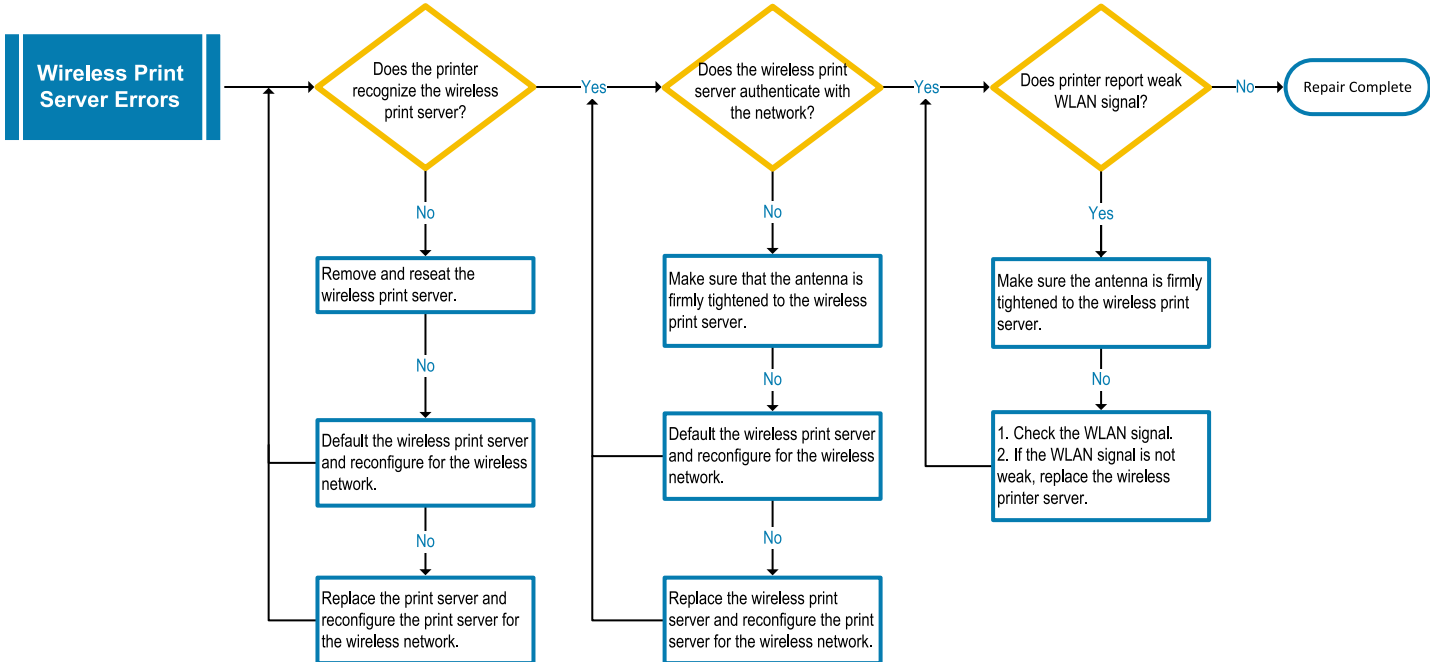 Wireless Print
Server Errors
Does the printer
recognize the wireless
print server?
Yes
Does the wireless print
server authenticate with
the network?
Yes
Does printer report weak
WLAN signal?
No
Repair Complete
No
Remove and reseat the
wireless print server.
No
Default the wireless print server
and reconfigure for the wireless
network.
No
Replace the print server and
reconfigure the print server for
the wireless network.
No
Make sure that the antenna is
firmly tightened to the wireless
print server.
No
Default the wireless print server
and reconfigure for the wireless
network.
No
Replace the wireless print
server and reconfigure the print
server for the wireless network.
Yes
Make sure the antenna is firmly
tightened to the wireless print
server.
No
1. Check the WLAN signal.
2. If the WLAN signal is not
weak, replace the wireless
printer server.